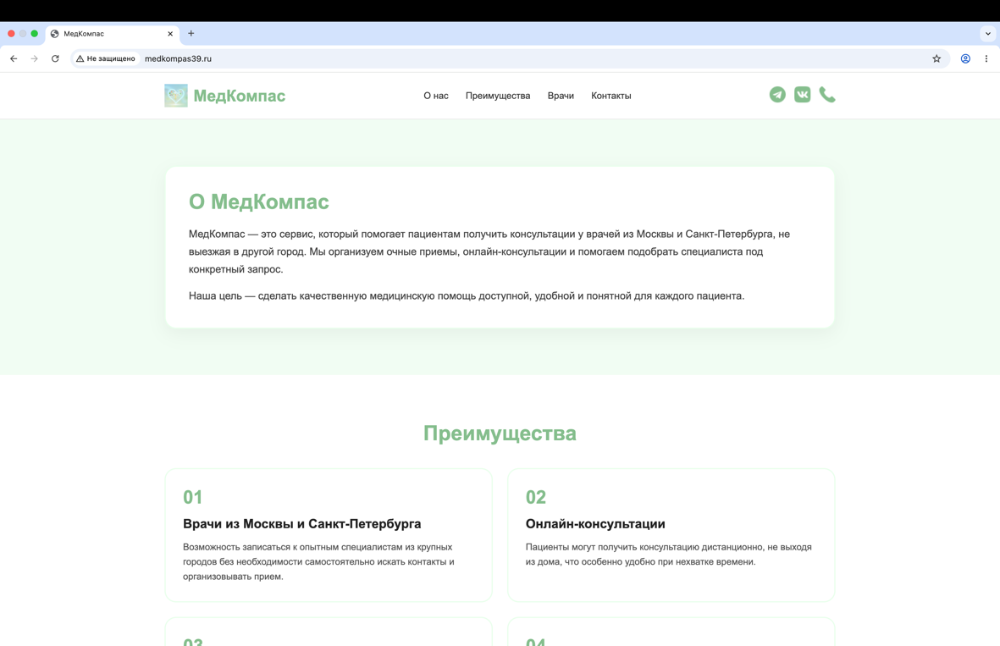 МедКомпас
Не защищено medkompas39.ru
МедКомпас
О нас Преимущества Врачи Контакты
О МедКомпас
МедКомпас — это сервис, который помогает пациентам получить консультации у врачей из Москвы и Санкт-Петербурга, не
выезжая в другой город. Мы организуем очные приемы, онлайн-консультации и помогаем подобрать специалиста под
конкретный запрос.
Наша цель — сделать качественную медицинскую помощь доступной, удобной и понятной для каждого пациента.
Преимущества
01
Врачи из Москвы и Санкт-Петербурга
Возможность записаться к опытным специалистам из крупных
городов без необходимости самостоятельно искать контакты и
организовывать прием.
02
Онлайн-консультации
Пациенты могут получить консультацию дистанционно, не выходя
из дома, что особенно удобно при нехватке времени.
03
04